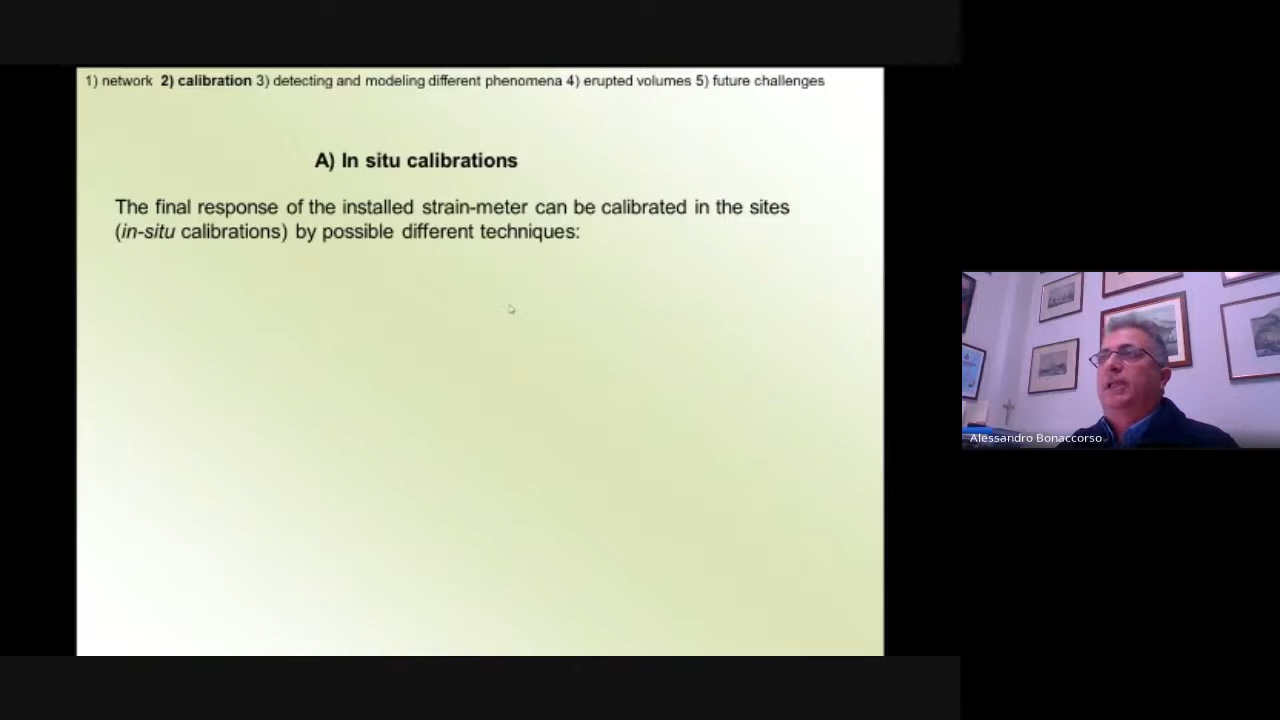 1) network 2) calibration 3) detecting and modeling different phenomena 4) erupted volumes 5) future challenges
A) In situ calibrations
The final response of the installed strain-meter can be calibrated in the sites
(in-situ calibrations) by possible different techniques:
Alessandro Bonaccorso